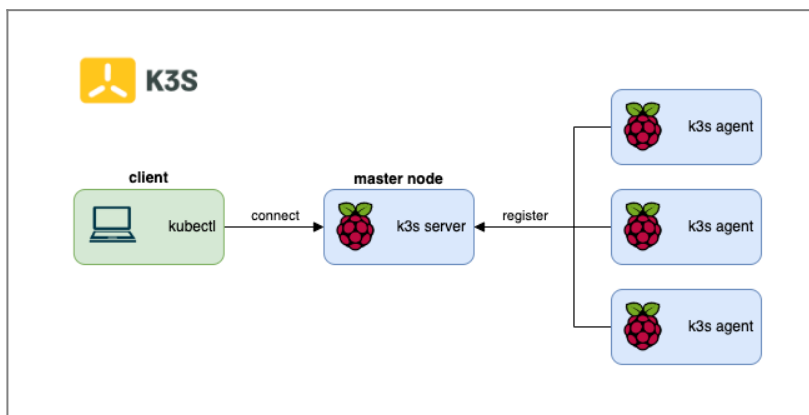 K3S
client
kubectl
connect
master node
k3s server
register
k3s agent
k3s agent
k3s agent